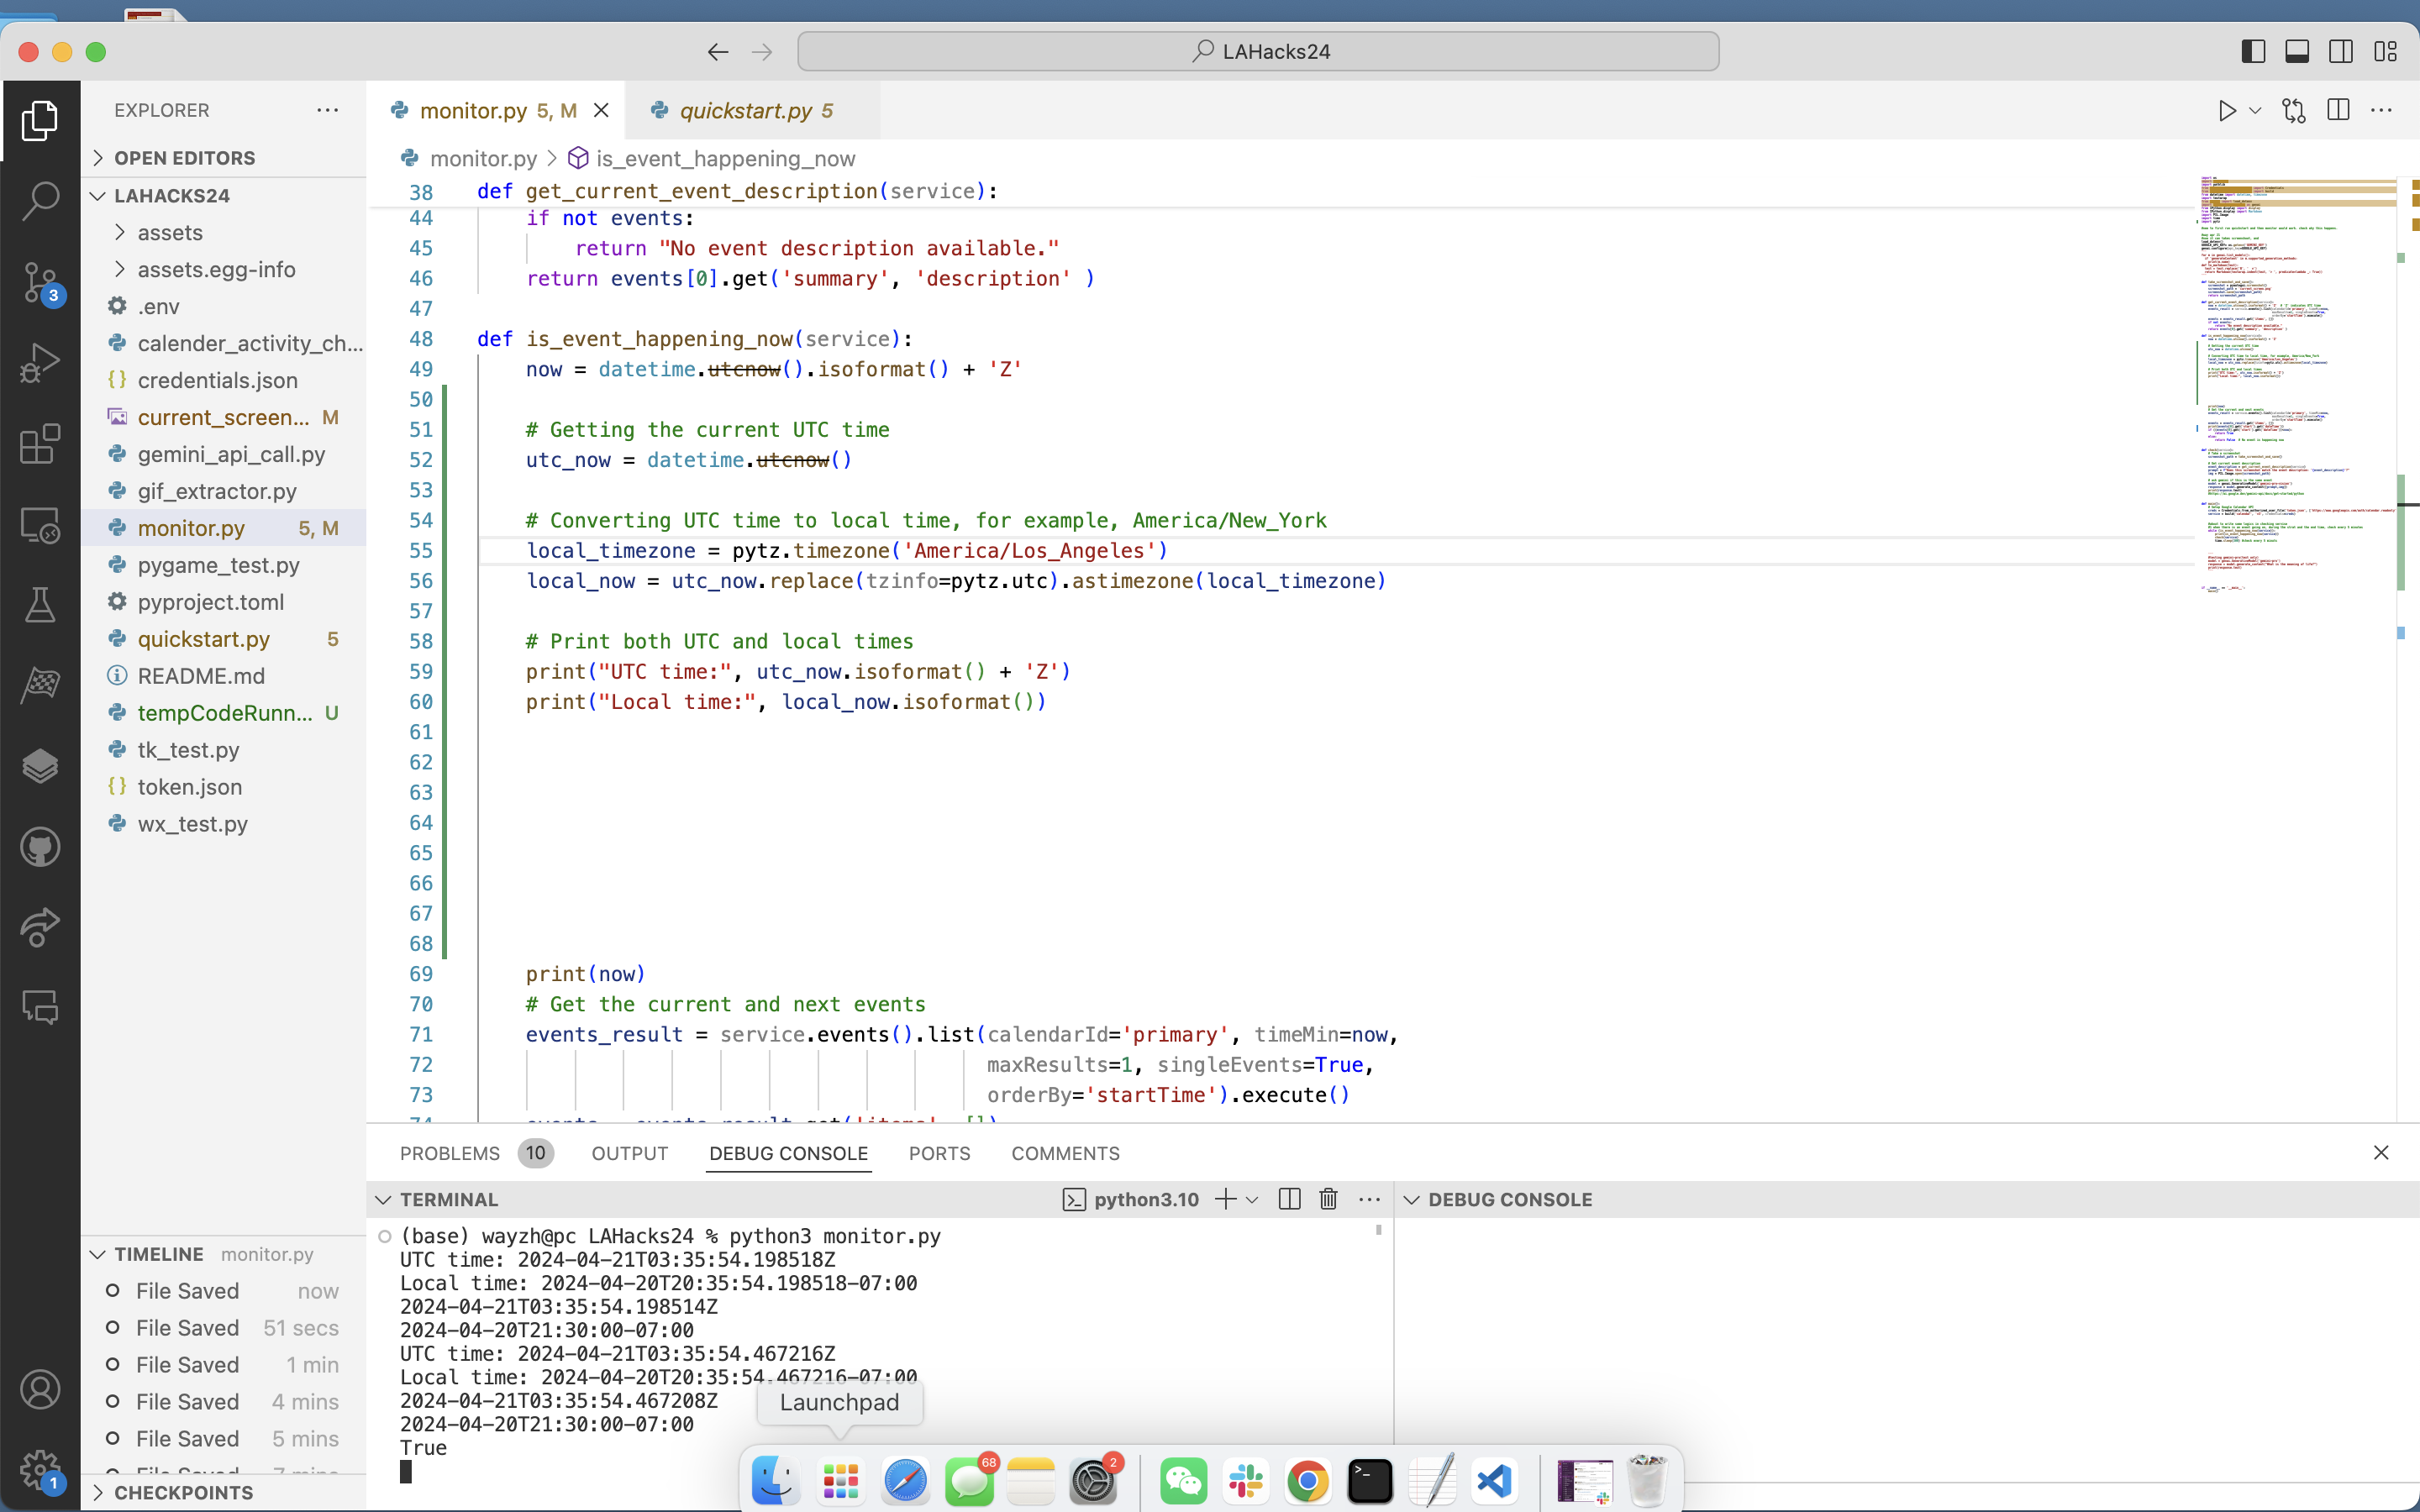 LAHacks24
EXPLORER
OPEN EDITORS
LAHACKS24
assets
assets.egg-info
.env
calender_activity_ch...
credentials.json
current_screen... M
gemini_api_call.py
gif_extractor.py
monitor.py 5, M
pygame_test.py
pyproject.toml
quickstart.py 5
README.md
tempCodeRunn... U
tk_test.py
token.json
wx_test.py
3
TIMELINE monitor.py
File Saved now
File Saved 51 secs
File Saved 1 min
File Saved 4 mins
File Saved 5 mins
CHECKPOINTS
1
monitor.py 5, M
quickstart.py 5
monitor.py > is_event_happening_now
38 def get_current_event_description(service):
44 if not events:
45 return "No event description available."
46 return events[0].get('summary', 'description' )
47
48 def is_event_happening_now(service):
49 now = datetime.utcnow().isoformat() + 'Z'
50
51 # Getting the current UTC time
52 utc_now = datetime.utcnow()
53
54 # Converting UTC time to local time, for example, America/New_York
55 local_timezone = pytz.timezone('America/Los_Angeles')
56 local_now = utc_now.replace(tzinfo=pytz.utc).astimezone(local_timezone)
57
58 # Print both UTC and local times
59 print("UTC time:", utc_now.isoformat() + 'Z')
60 print("Local time:", local_now.isoformat())
61
62
63
64
65
66
67
68
69 print(now)
70 # Get the current and next events
71 events_result = service.events().list(calendarId='primary', timeMin=now,
72 maxResults=1, singleEvents=True,
73 orderBy='startTime').execute()
PROBLEMS 10 OUTPUT DEBUG CONSOLE PORTS COMMENTS
TERMINAL
python3.10
DEBUG CONSOLE
(base) wayzh@pc LAHacks24 % python3 monitor.py
UTC time: 2024-04-21T03:35:54.198518Z
Local time: 2024-04-20T20:35:54.198518-07:00
2024-04-21T03:35:54.198514Z
2024-04-20T21:30:00-07:00
UTC time: 2024-04-21T03:35:54.467216Z
Local time: 2024-04-20T20:35:54.467216-07:00
2024-04-21T03:35:54.467208Z
2024-04-20T21:30:00-07:00
True
Launchpad
68
2